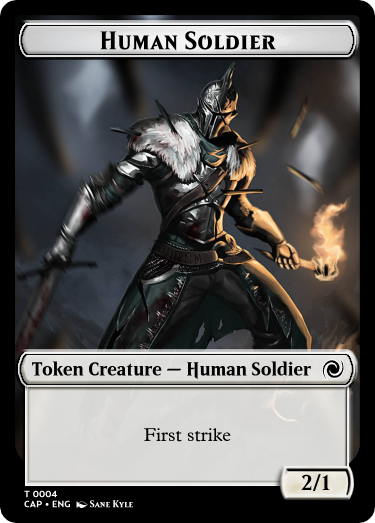 Human Soldier
Token Creature — Human Soldier
First strike
2/1
T 0004
CAP • ENG Sane Kyle